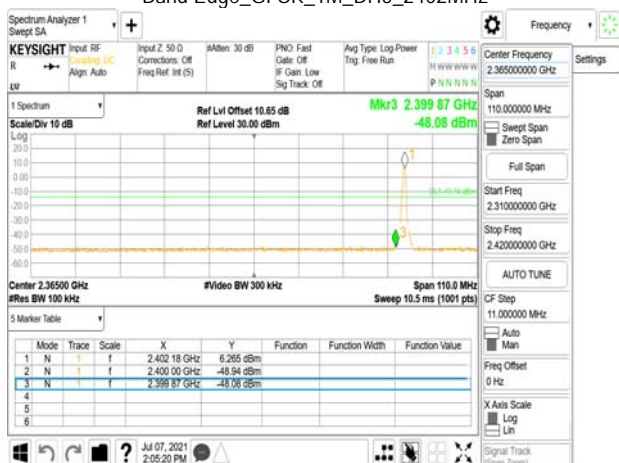 Spectrum Analyzer 1
Swept SA
+
Frequency
KEYSIGHT
R
LXI
Input: RF
Coupling: DC
Align: Auto
Input Z: 50 Ω
Corrections: Off
Freq Ref: Int (S)
#Atten: 30 dB
PNO: Fast
Gate: Off
IF Gain: Low
Sig Track: Off
Avg Type: Log-Power
Trig: Free Run
1 2 3 4 5 6
M W W W W W
P N N N N N
1 Spectrum
Scale/Div 10 dB
Log
Ref Lvl Offset 10.65 dB
Ref Level 30.00 dBm
Mkr3 2.399 87 GHz
-48.08 dBm
20.0
10.0
0.00
-10.0
-20.0
-30.0
-40.0
-50.0
-60.0
1
3
Center 2.36500 GHz
#Res BW 100 kHz
#Video BW 300 kHz
Span 110.0 MHz
Sweep 10.5 ms (1001 pts)
5 Marker Table
Mode Trace Scale X Y Function Function Width Function Value
1 N 1 f 2.402 18 GHz 6.265 dBm
2 N 1 f 2.400 00 GHz -48.94 dBm
3 N 1 f 2.399 87 GHz -48.08 dBm
4
5
6
?
Jul 07, 2021
2:05:20 PM
Center Frequency
2.365000000 GHz
Settings
Span
110.000000 MHz
Swept Span
Zero Span
Full Span
Start Freq
2.310000000 GHz
Stop Freq
2.420000000 GHz
AUTO TUNE
CF Step
11.000000 MHz
Auto
Man
Freq Offset
0 Hz
X Axis Scale
Log
Lin
Signal Track